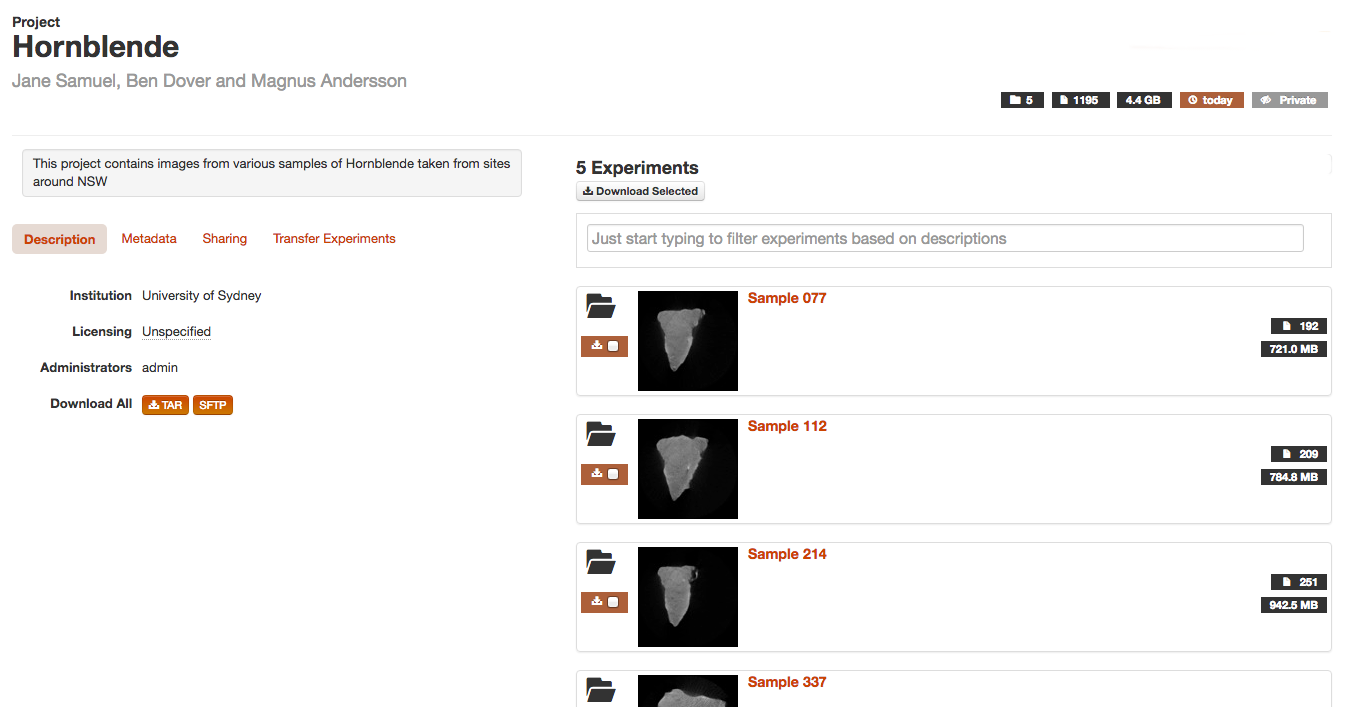 Project
Hornblende
Jane Samuel, Ben Dover and Magnus Andersson
5 1195 4.4 GB today Private
This project contains images from various samples of Hornblende taken from sites
around NSW
Description Metadata Sharing Transfer Experiments
Institution University of Sydney
Licensing Unspecified
Administrators admin
Download All TAR SFTP
5 Experiments
Download Selected
Just start typing to filter experiments based on descriptions
Sample 077
192
721.0 MB
Sample 112
209
784.8 MB
Sample 214
251
942.5 MB
Sample 337